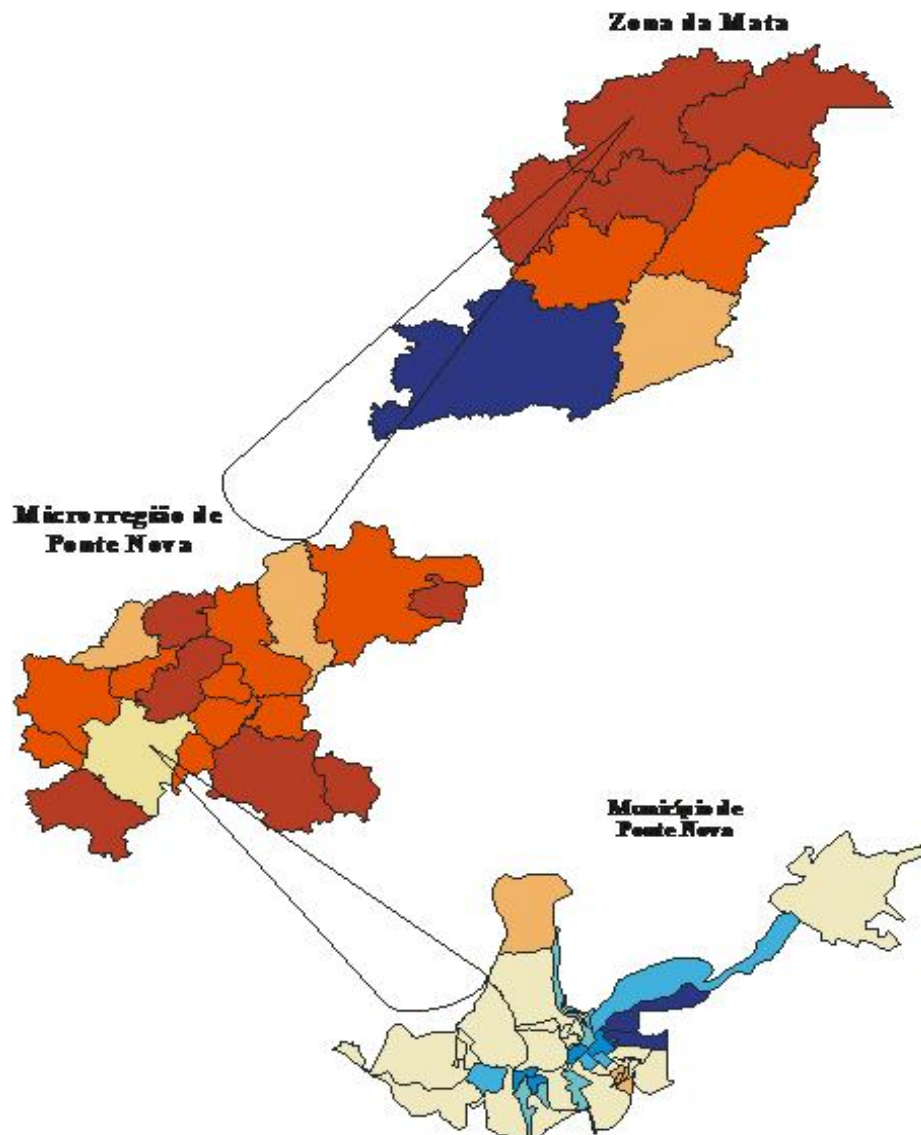 Zona da Mata
Microrregião de
Ponte Nova
Município de
Ponte Nova